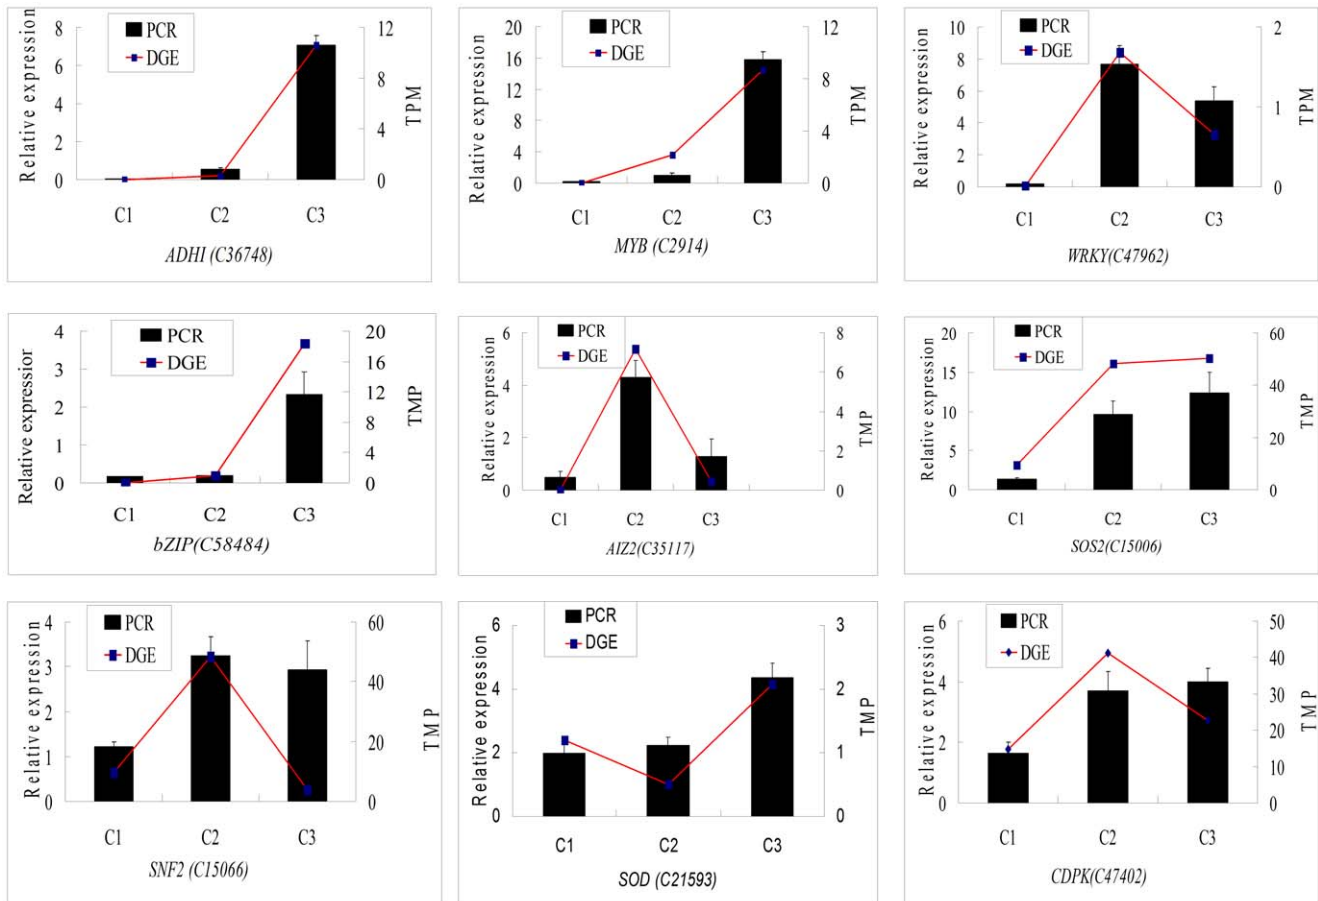 8
6
4
2
0
Relative expression
PCR
DGE
12
8
4
0
TPM
C1 C2 C3
ADHI (C36748)
20
16
12
8
4
0
Relative expression
PCR
DGE
12
8
4
0
TPM
C1 C2 C3
MYB (C2914)
10
8
6
4
2
0
Relative expression
PCR
DGE
2
1
0
TPM
C1 C2 C3
WRKY(C47962)
4
3
2
1
0
Relative expressior
PCR
DGE
20
16
12
8
4
0
TMP
C1 C2 C3
bZIP(C58484)
6
4
2
0
Relative expression
PCR
DGE
8
6
4
2
0
TMP
C1 C2 C3
AIZ2(C35117)
20
15
10
5
0
Relative expression
PCR
DGE
60
40
20
0
TMP
C1 C2 C3
SOS2(C15006)
4
3
2
1
0
Relative expression
PCR
DGE
60
40
20
0
TMP
C1 C2 C3
SNF2 (C15066)
6
4
2
0
Relative expression
PCR
DGE
3
2
1
0
TMP
C1 C2 C3
SOD (C21593)
6
4
2
0
Relative expression
PCR
DGE
50
40
30
20
10
0
TMP
C1 C2 C3
CDPK(C47402)